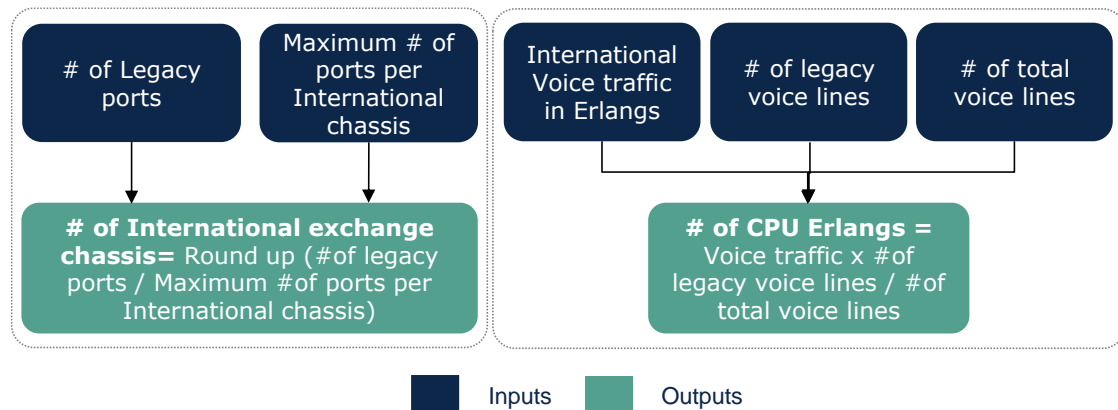 # of Legacy
ports
Maximum # of
ports per
International
chassis
# of International exchange
chassis= Round up (#of legacy
ports / Maximum #of ports per
International chassis)
International
Voice traffic
in Erlangs
# of legacy
voice lines
# of total
voice lines
# of CPU Erlangs =
Voice traffic x #of
legacy voice lines / #of
total voice lines
Inputs
Outputs